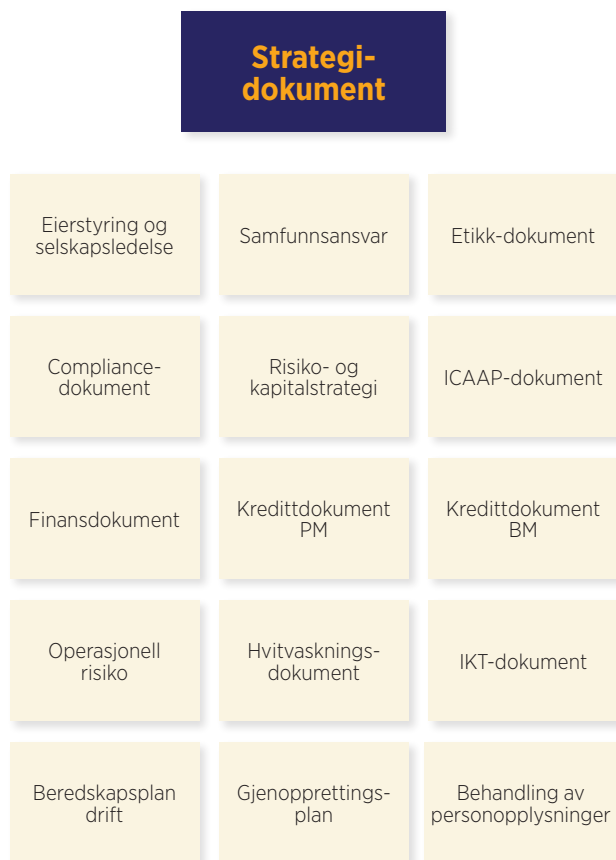 Strategi-
dokument
Eierstyring og
selskapsledelse
Samfunnsansvar
Etikk-dokument
Compliance-
dokument
Risiko- og
kapitalstrategi
ICAAP-dokument
Finansdokument
Kredittdokument
PM
Kredittdokument
BM
Operasjonell
risiko
Hvitvasknings-
dokument
IKT-dokument
Beredskapsplan
drift
Gjenopprettings-
plan
Behandling av
personopplysninger